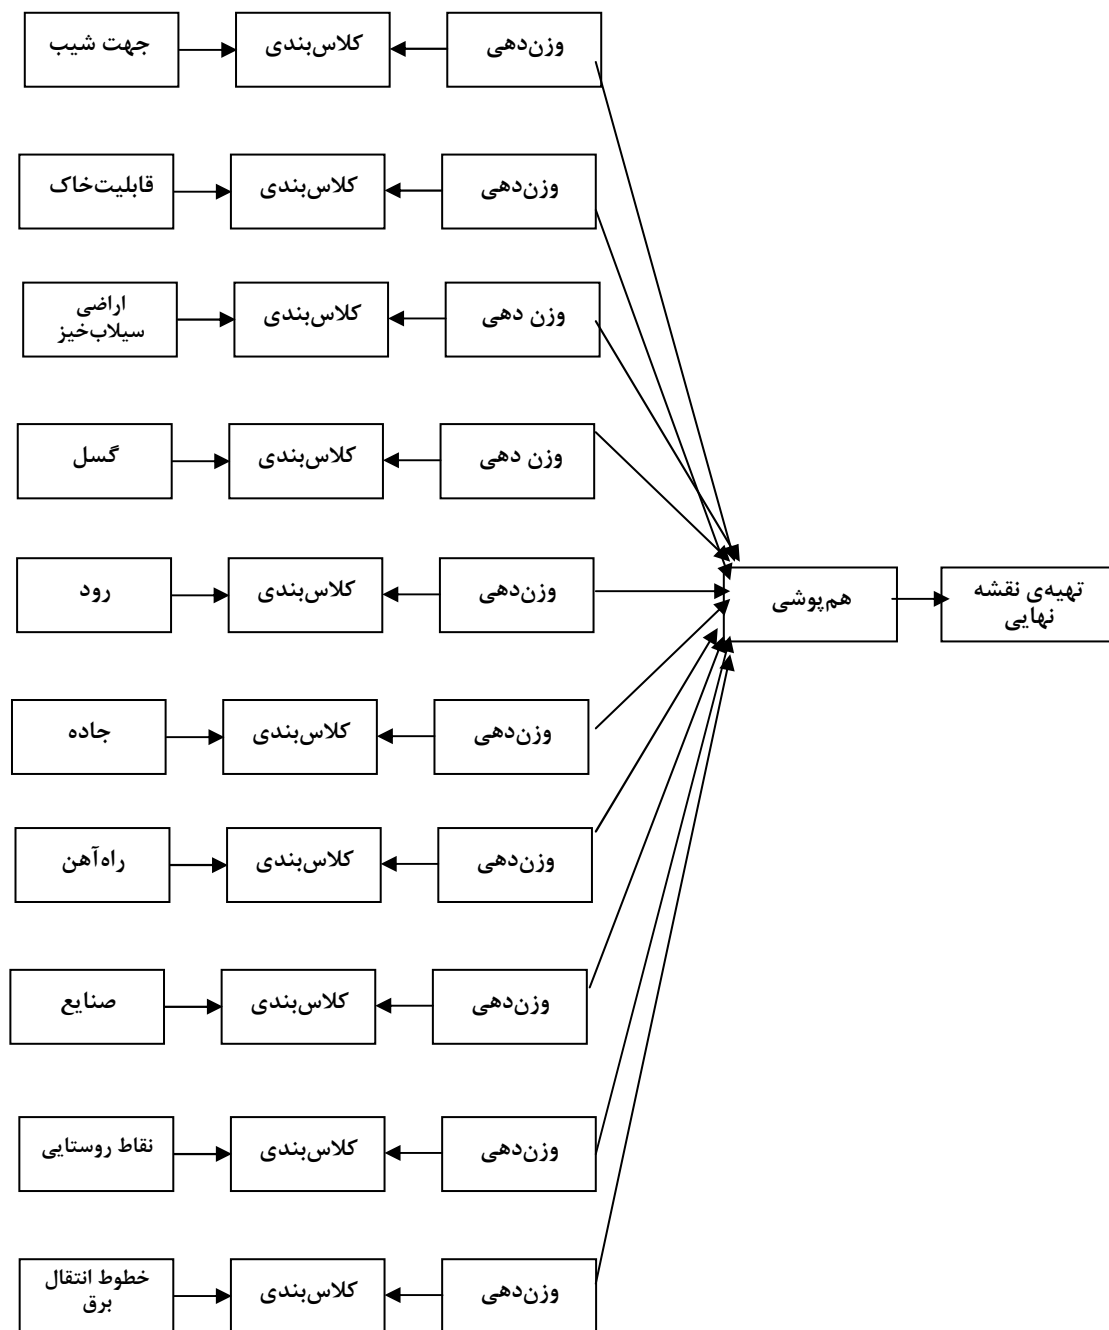 جهت شیب
کلاس‌بندی
وزن‌دهی
قابلیت‌خاک
کلاس‌بندی
وزن‌دهی
اراضی
سیلاب‌خیز
کلاس‌بندی
وزن دهی
گسل
کلاس‌بندی
وزن دهی
رود
کلاس‌بندی
وزن‌دهی
هم‌پوشی
تهیه‌ی نقشه
نهایی
جاده
کلاس‌بندی
وزن‌دهی
راه‌آهن
کلاس‌بندی
وزن‌دهی
صنایع
کلاس‌بندی
وزن‌دهی
نقاط روستایی
کلاس‌بندی
وزن‌دهی
خطوط انتقال
برق
کلاس‌بندی
وزن‌دهی